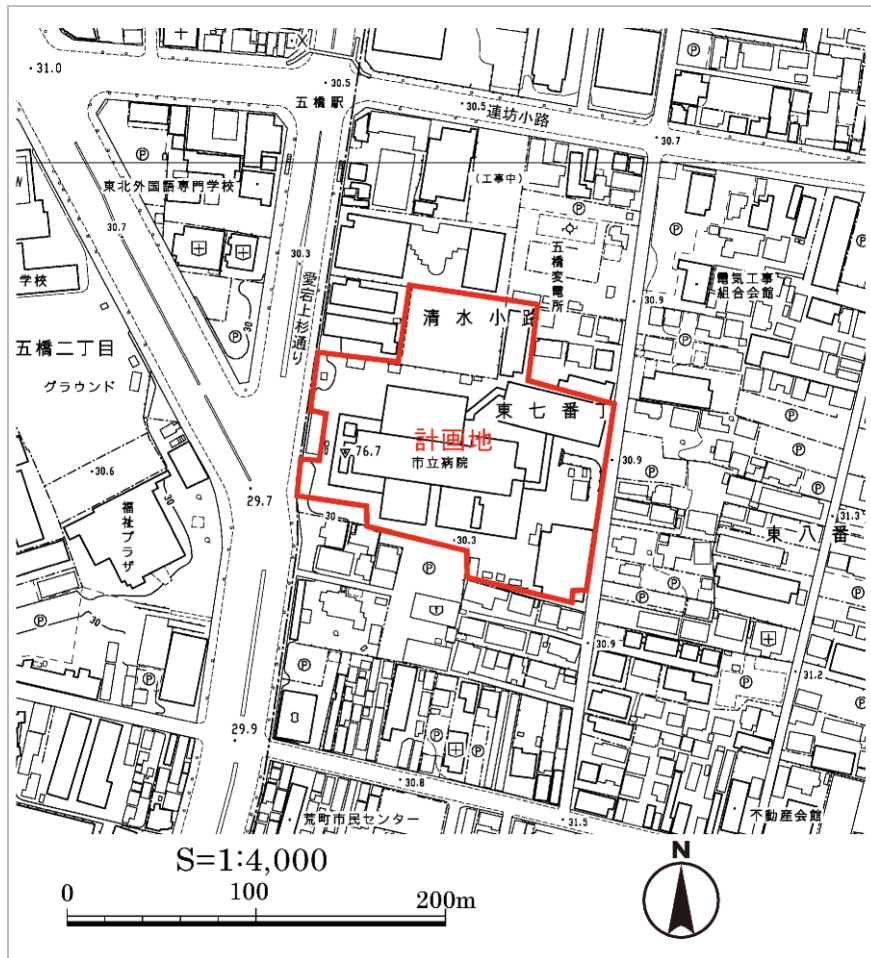 31.0
30.5
五橋駅
30.5
連坊小路
30.7
東北外国語専門学校
(工事中)
30.7
30.3
五橋変電所
愛宕上杉通り
学校
30
30.9
電気工事
組合会館
清水小路
五橋二丁目
グラウンド
東七番丁
計画地
76.7
市立病院
30.6
30.9
29.7
30
30
福祉プラザ
30.3
31.3
東八番
30
30.9
31.2
29.9
30.8
荒町市民センター
31.5
不動産会館
S=1:4,000
0
100
200m
N